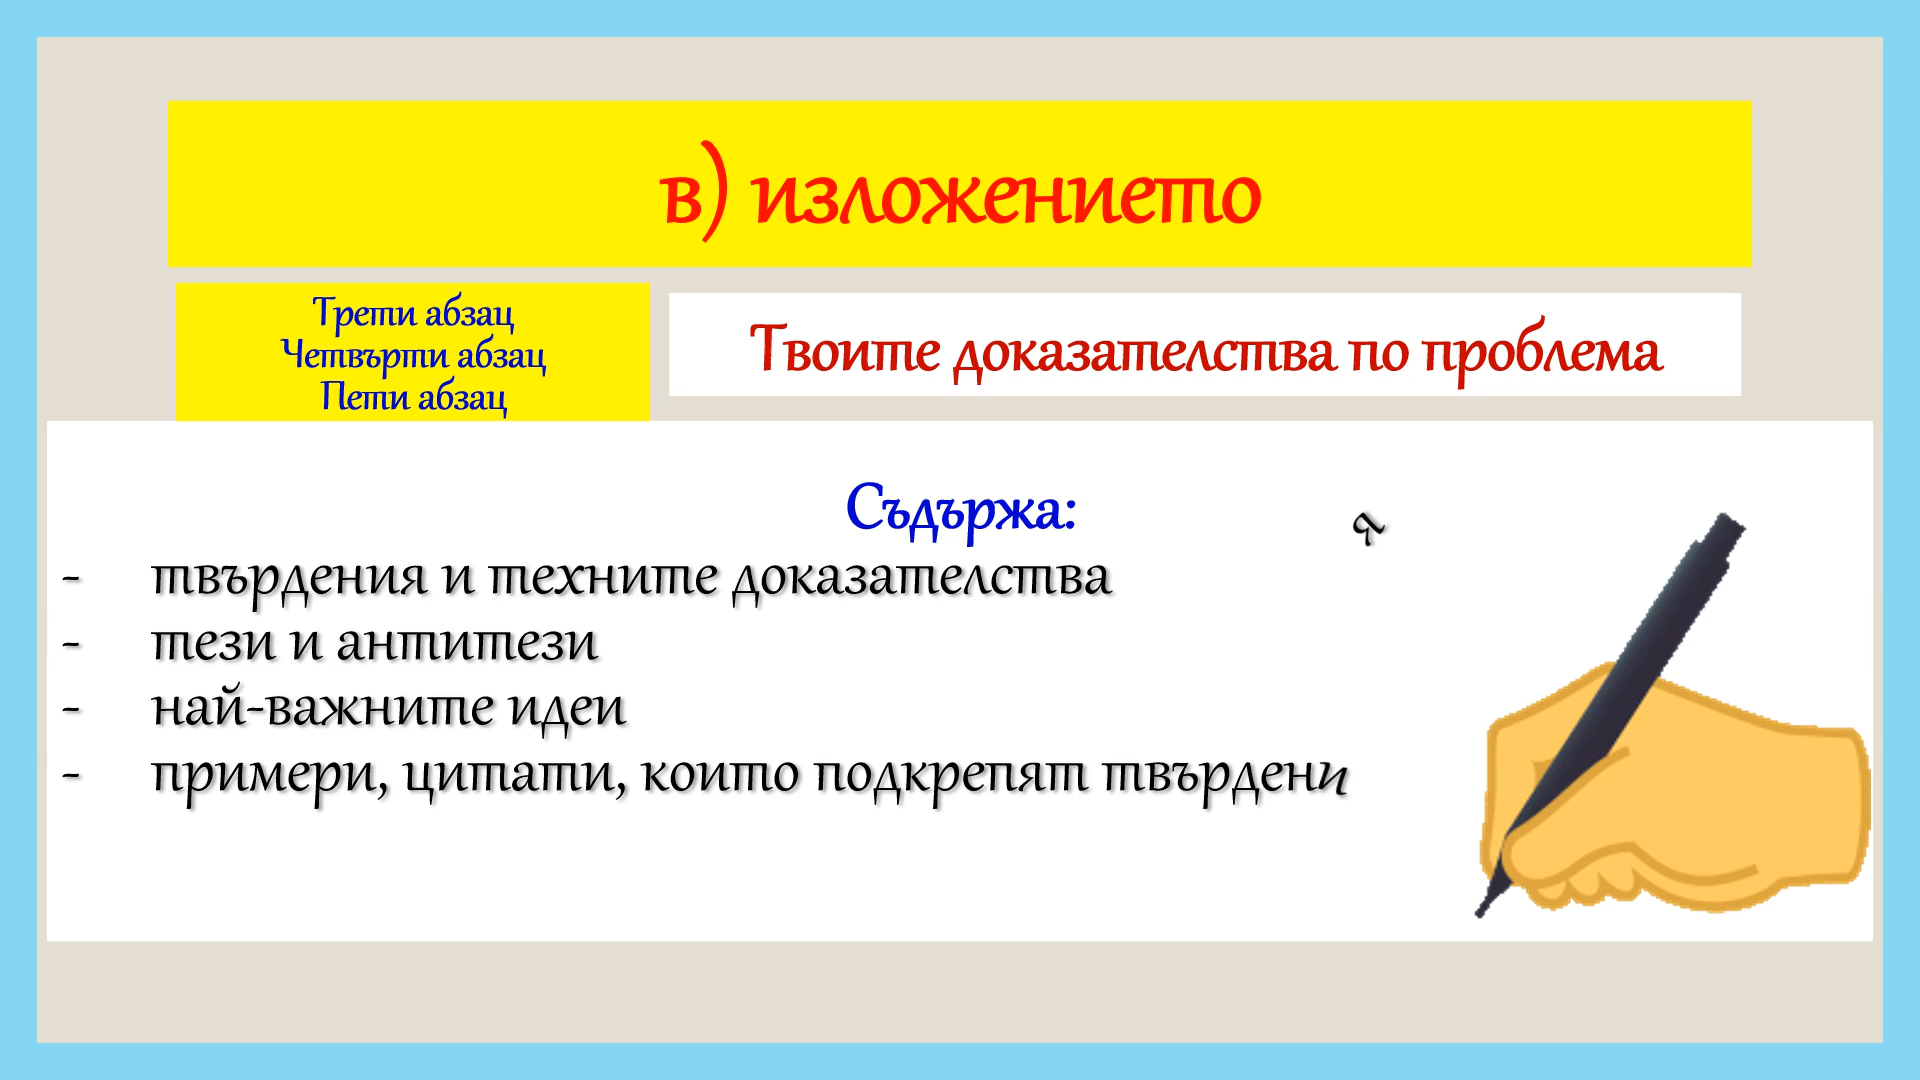 в) изложението
Трети абзац
Четвърти абзац
Пети абзац
Твоите доказателства по проблема
Съдържа:
- твърдения и техните доказателства
- тези и антитези
- най-важните идеи
- примери, цитати, които подкрепят твърдения